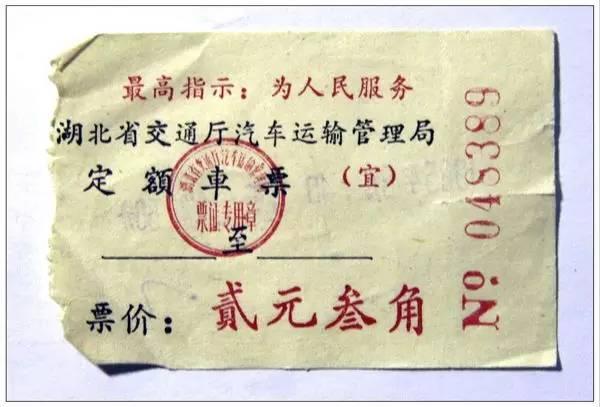 最高指示：为人民服务
湖北省交通厅汽车运输管理局
定额車票（宜）
票证专用章
至
票价：貳元叁角
Nº 048389